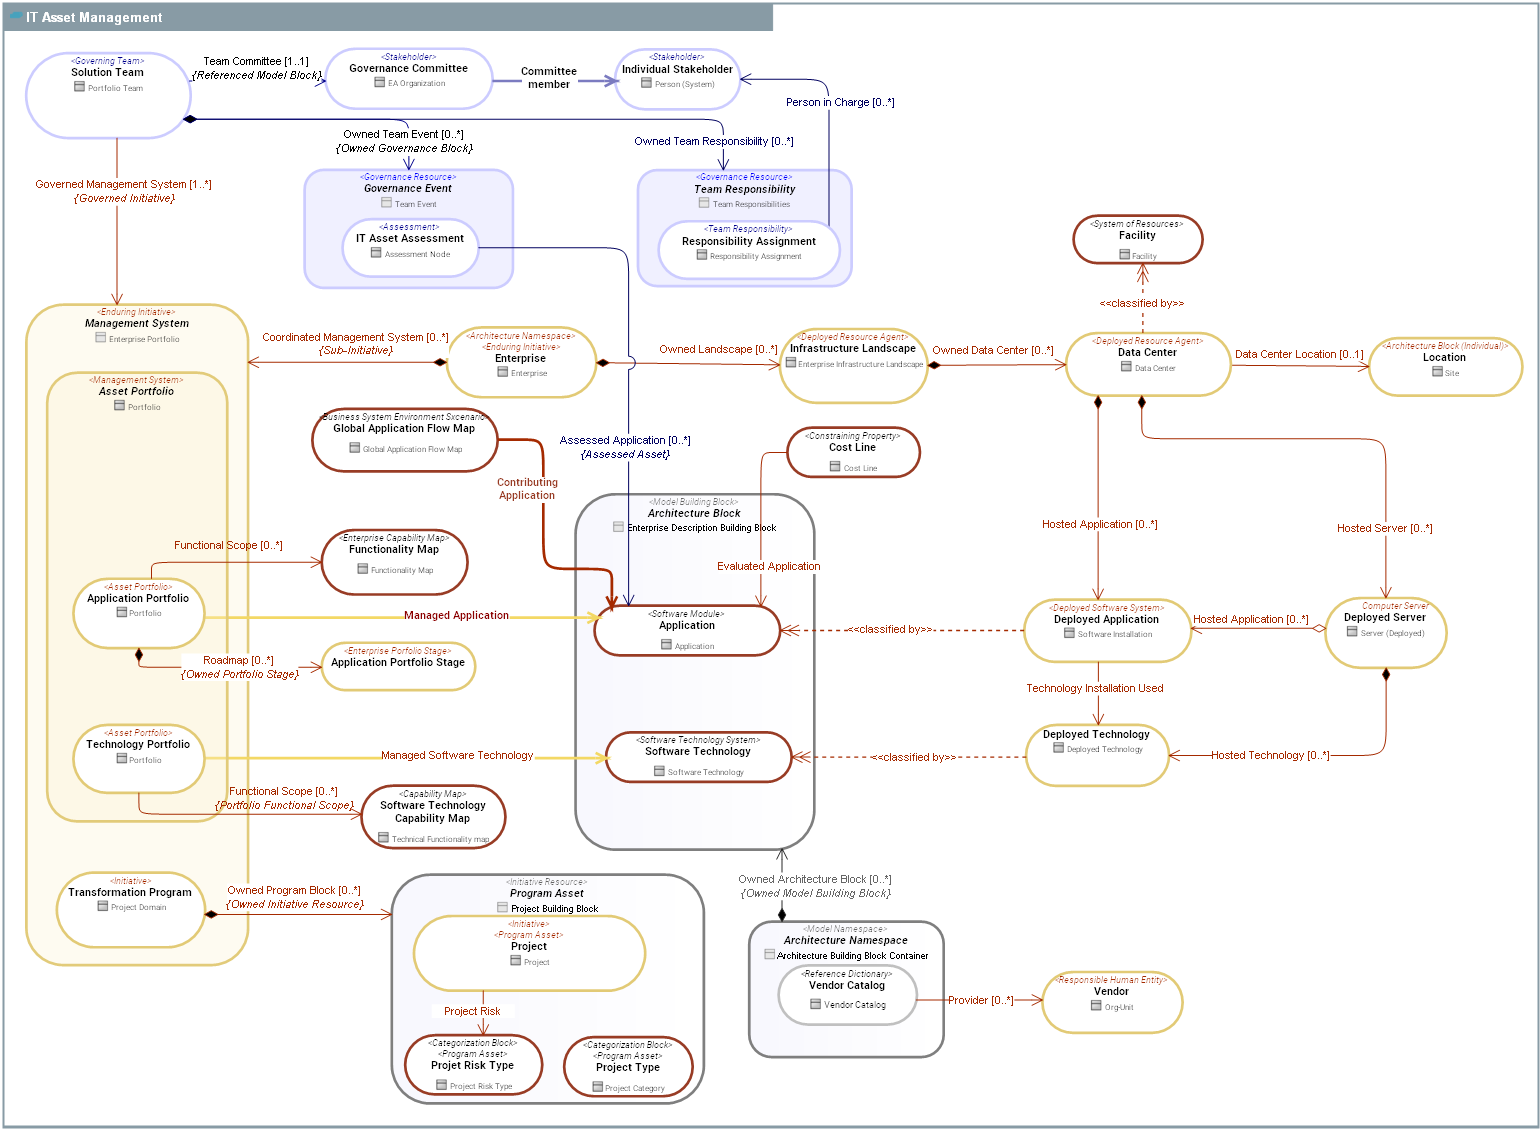 IT Asset Management
<Governing Team>
Solution Team
Portfolio Team
Team Committee [1..1]
{Referenced Model Block}
<Stakeholder>
Governance Committee
EA Organization
Committee
member
<Stakeholder>
Individual Stakeholder
Person (System)
Person in Charge [0..*]
Owned Team Event [0..*]
{Owned Governance Block}
Owned Team Responsibility [0..*]
Governed Management System [1..*]
{Governed Initiative}
<Governance Resource>
Governance Event
Team Event
<Assessment>
IT Asset Assessment
Assessment Node
<Governance Resource>
Team Responsibility
Team Responsibilities
<Team Responsibility>
Responsibility Assignment
Responsibility Assignment
<System of Resources>
Facility
Facility
<<classified by>>
<Enduring Initiative>
Management System
Enterprise Portfolio
Coordinated Management System [0..*]
{Sub-Initiative}
<Architecture Namespace>
<Enduring Initiative>
Enterprise
Enterprise
Owned Landscape [0..*]
<Deployed Resource Agent>
Infrastructure Landscape
Enterprise Infrastructure Landscape
Owned Data Center [0..*]
<Deployed Resource Agent>
Data Center
Data Center
Data Center Location [0..1]
<Architecture Block (Individual)>
Location
Site
<Management System>
Asset Portfolio
Portfolio
<Business System Environment Sxcenario>
Global Application Flow Map
Global Application Flow Map
Assessed Application [0..*]
{Assessed Asset}
<Constraining Property>
Cost Line
Cost Line
Contributing
Application
<Model Building Block>
Architecture Block
Enterprise Description Building Block
Hosted Application [0..*]
Hosted Server [0..*]
Functional Scope [0..*]
<Enterprise Capability Map>
Functionality Map
Functionality Map
Evaluated Application
<Asset Portfolio>
Application Portfolio
Portfolio
Managed Application
<Software Module>
Application
Application
<<classified by>>
<Deployed Software System>
Deployed Application
Software Installation
Hosted Application [0..*]
Computer Server
Deployed Server
Server (Deployed)
Roadmap [0..*]
{Owned Portfolio Stage}
<Enterprise Porfolio Stage>
Application Portfolio Stage
Technology Installation Used
<Asset Portfolio>
Technology Portfolio
Portfolio
Managed Software Technology
<Software Technology System>
Software Technology
Software Technology
<<classified by>>
Deployed Technology
Deployed Technology
Hosted Technology [0..*]
Functional Scope [0..*]
{Portfolio Functional Scope}
<Capability Map>
Software Technology
Capability Map
Technical Functionality map
<Initiative>
Transformation Program
Project Domain
Owned Program Block [0..*]
{Owned Initiative Resource}
<Initiative Resource>
Program Asset
Project Building Block
<Initiative>
<Program Asset>
Project
Project
Project Risk
<Categorization Block>
<Program Asset>
Projet Risk Type
Project Risk Type
<Categorization Block>
<Program Asset>
Project Type
Project Category
Owned Architecture Block [0..*]
{Owned Model Building Block}
<Model Namespace>
Architecture Namespace
Architecture Building Block Container
<Reference Dictionary>
Vendor Catalog
Vendor Catalog
Provider [0..*]
<Responsible Human Entity>
Vendor
Org-Unit